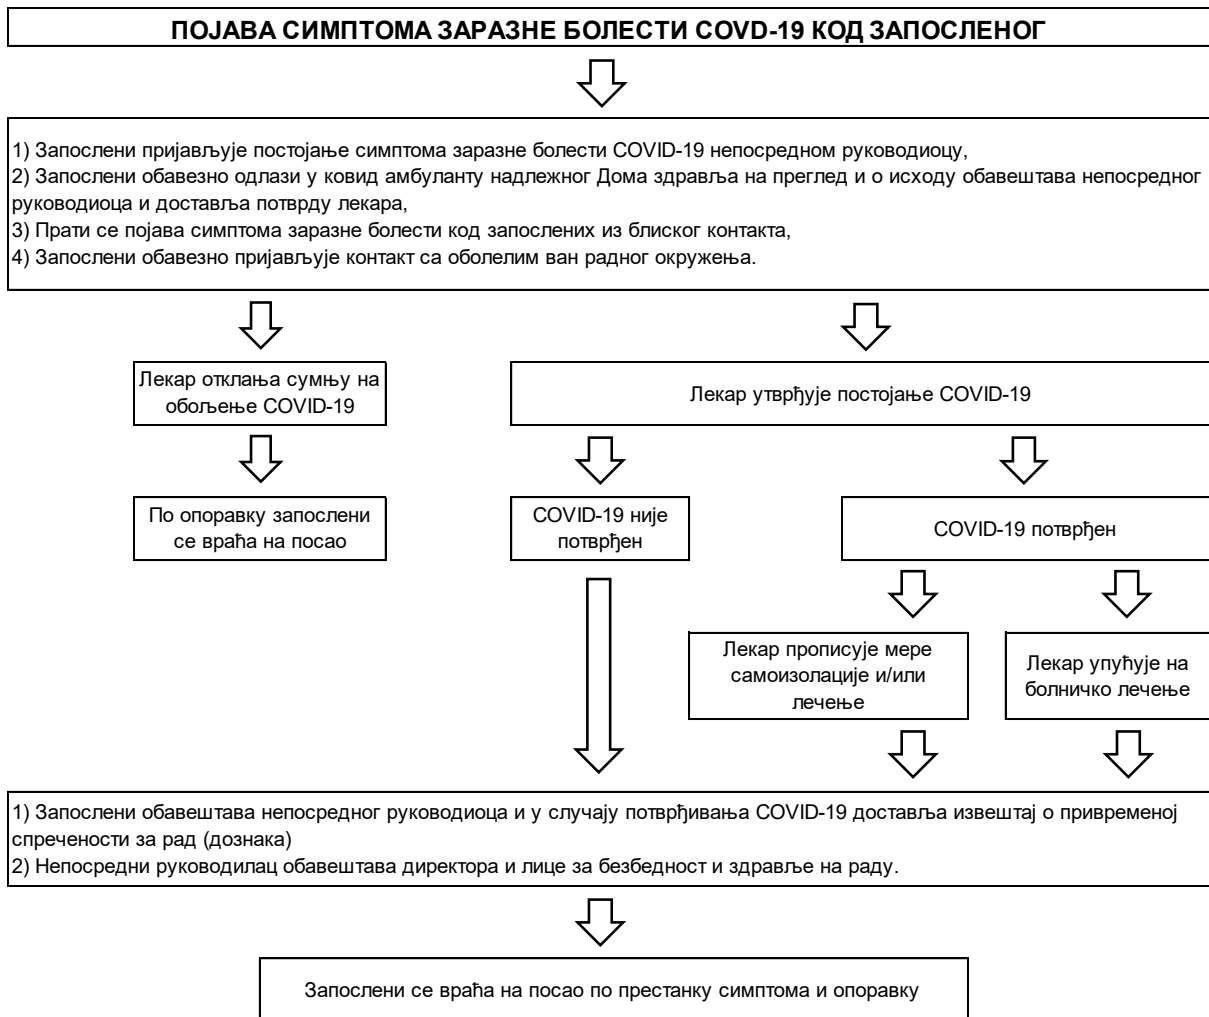 ПОЈАВА СИМПТОМА ЗАРАЗНЕ БОЛЕСТИ COVD-19 КОД ЗАПОСЛЕНОГ
1) Запослени пријављује постојање симптома заразне болести COVID-19 непосредном руководиоцу,
2) Запослени обавезно одлази у ковид амбуланту надлежног Дома здравља на преглед и о исходу обавештава непосредног
руководиоца и доставља потврду лекара,
3) Прати се појава симптома заразне болести код запослених из блиског контакта,
4) Запослени обавезно пријављује контакт са оболелим ван радног окружења.
Лекар отклања сумњу на
обољење COVID-19
Лекар утврђује постојање COVID-19
По опоравку запослени
се враћа на посао
COVID-19 није
потврђен
COVID-19 потврђен
Лекар прописује мере
самоизолације и/или
лечење
Лекар упућује на
болничко лечење
1) Запослени обавештава непосредног руководиоца и у случају потврђивања COVID-19 доставља извештај о привременој
спречености за рад (дознака)
2) Непосредни руководилац обавештава директора и лице за безбедност и здравље на раду.
Запослени се враћа на посао по престанку симптома и опоравку